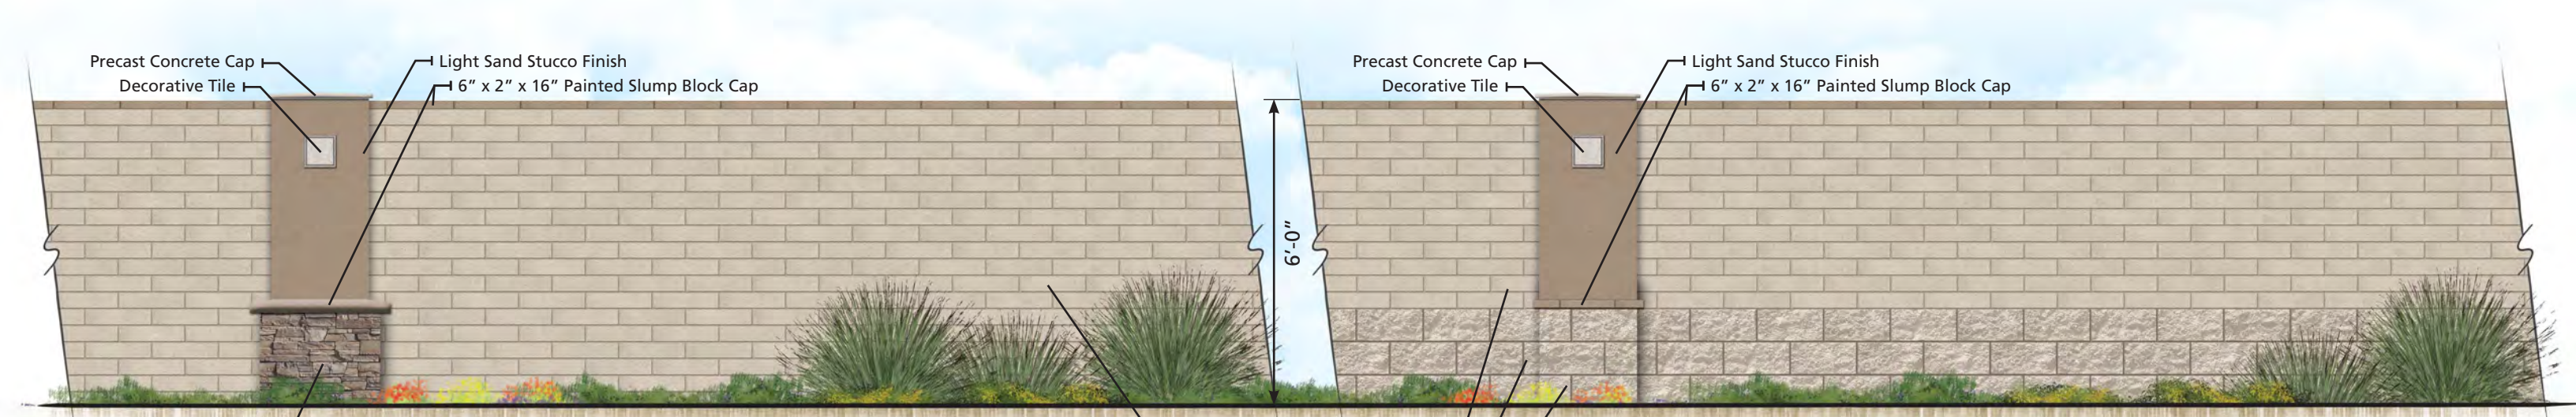 Precast Concrete Cap
Decorative Tile
Light Sand Stucco Finish
6” x 2” x 16” Painted Slump Block Cap
6’-0”
Precast Concrete Cap
Decorative Tile
Light Sand Stucco Finish
6” x 2” x 16” Painted Slump Block Cap